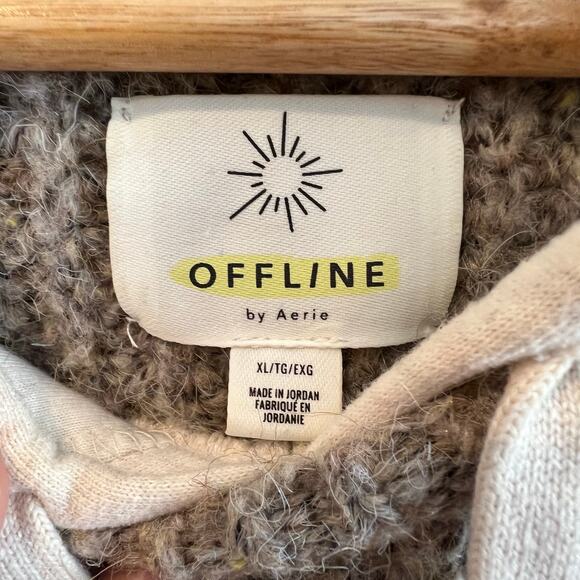 OFFLINE
by Aerie
XL/TG/EXG
MADE IN JORDAN
FABRIQUÉ EN
JORDANIE